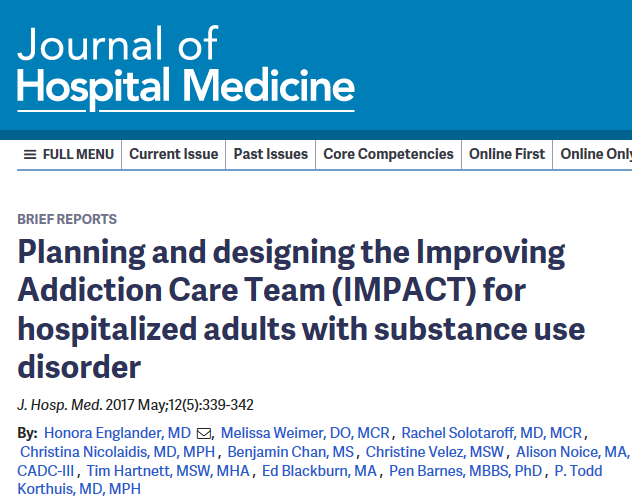 Journal of
Hospital Medicine
≡ FULL MENU Current Issue Past Issues Core Competencies Online First Online Only
BRIEF REPORTS
Planning and designing the Improving
Addiction Care Team (IMPACT) for
hospitalized adults with substance use
disorder
J. Hosp. Med. 2017 May;12(5):339-342
By: Honora Englander, MD , Melissa Weimer, DO, MCR , Rachel Solotaroff, MD, MCR ,
Christina Nicolaidis, MD, MPH , Benjamin Chan, MS , Christine Velez, MSW , Alison Noice, MA,
CADC-III , Tim Hartnett, MSW, MHA , Ed Blackburn, MA , Pen Barnes, MBBS, PhD , P. Todd
Korthuis, MD, MPH